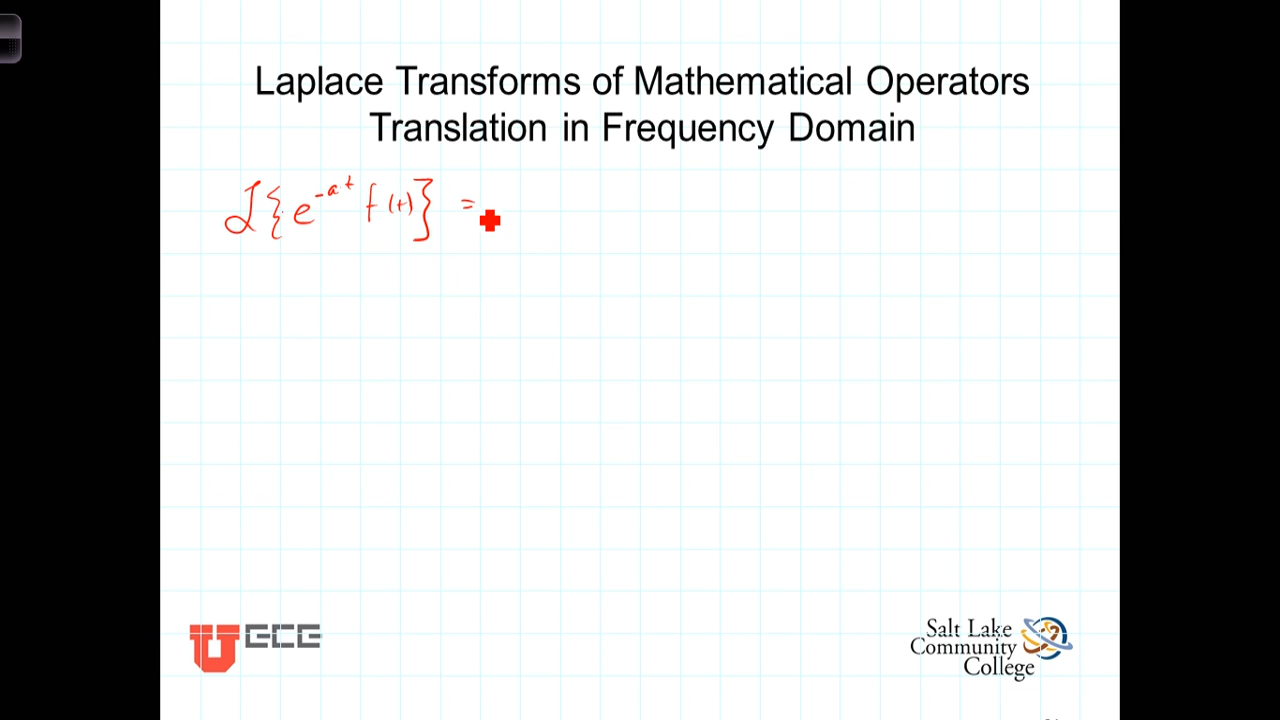 Laplace Transforms of Mathematical Operators
Translation in Frequency Domain
ℒ{e^{-at} f(t)} =
U ECE
Salt Lake
Community
College